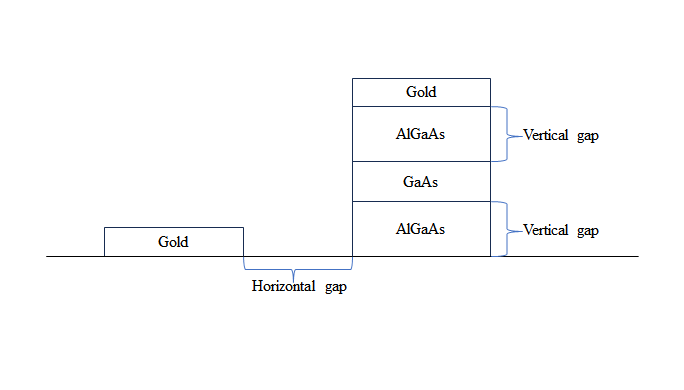 Gold
AlGaAs
Vertical gap
GaAs
AlGaAs
Vertical gap
Gold
Horizontal gap